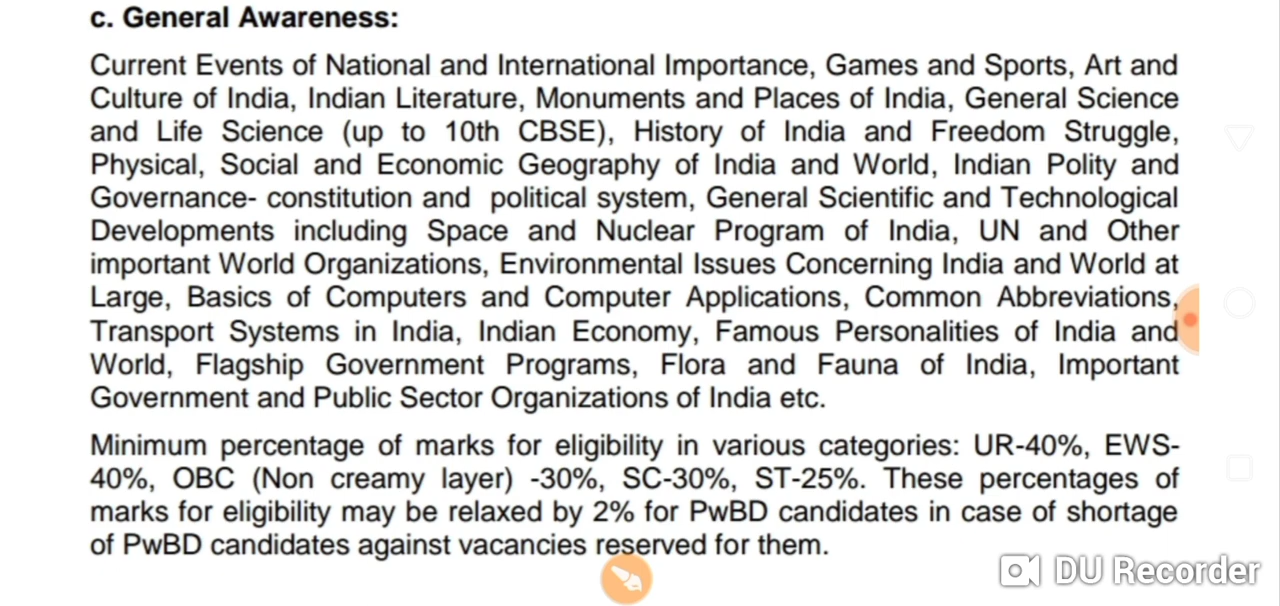 c. General Awareness:
Current Events of National and International Importance, Games and Sports, Art and
Culture of India, Indian Literature, Monuments and Places of India, General Science
and Life Science (up to 10th CBSE), History of India and Freedom Struggle,
Physical, Social and Economic Geography of India and World, Indian Polity and
Governance- constitution and political system, General Scientific and Technological
Developments including Space and Nuclear Program of India, UN and Other
important World Organizations, Environmental Issues Concerning India and World at
Large, Basics of Computers and Computer Applications, Common Abbreviations,
Transport Systems in India, Indian Economy, Famous Personalities of India and
World, Flagship Government Programs, Flora and Fauna of India, Important
Government and Public Sector Organizations of India etc.
Minimum percentage of marks for eligibility in various categories: UR-40%, EWS-
40%, OBC (Non creamy layer) -30%, SC-30%, ST-25%. These percentages of
marks for eligibility may be relaxed by 2% for PwBD candidates in case of shortage
of PwBD candidates against vacancies reserved for them.
DU Recorder